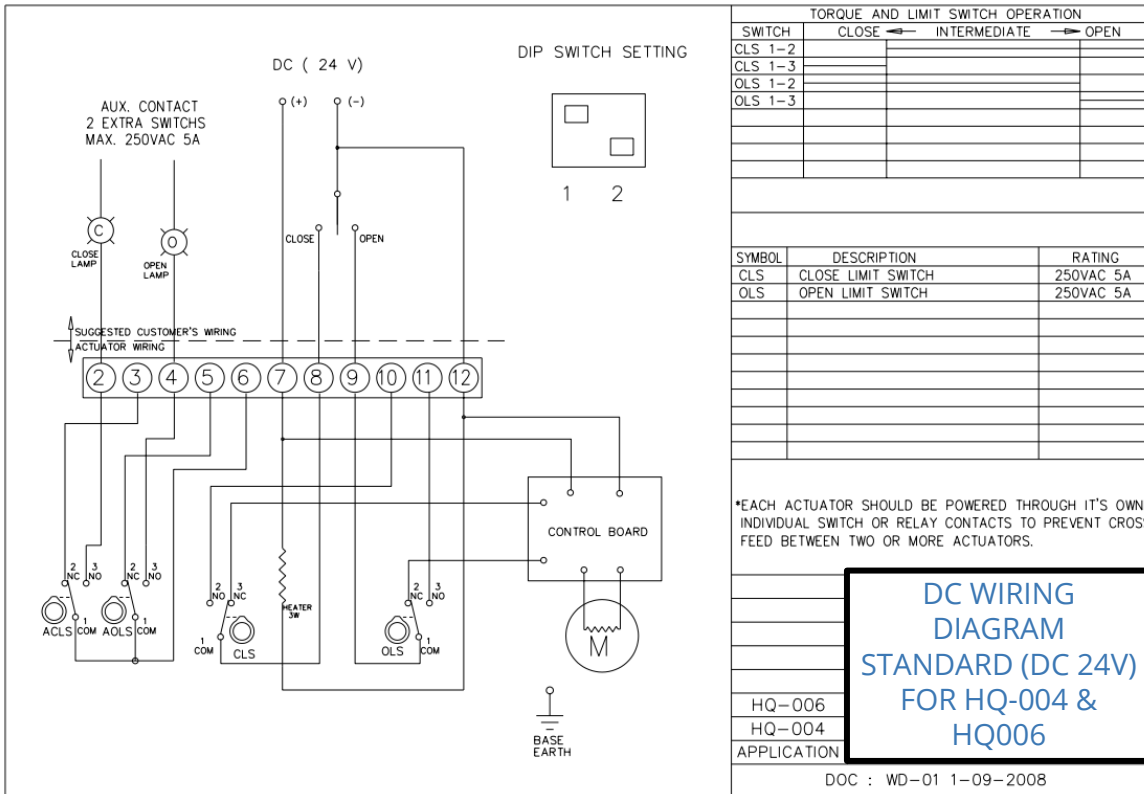 DC ( 24 V)
(+)
(-)
AUX. CONTACT
2 EXTRA SWITCHS
MAX. 250VAC 5A
DIP SWITCH SETTING
1 2
C
CLOSE
LAMP
O
OPEN
LAMP
CLOSE
OPEN
SUGGESTED CUSTOMER'S WIRING
ACTUATOR WIRING
2 3 4 5 6 7 8 9 10 11 12
CONTROL BOARD
2
NC
3
NO
2
NC
3
NO
2
NO
3
NC
HEATER
3W
2
NC
3
NO
ACLS
1
COM
AOLS
1
COM
1
COM
CLS
OLS
1
COM
M
BASE
EARTH
TORQUE AND LIMIT SWITCH OPERATION
SWITCH CLOSE INTERMEDIATE OPEN
CLS 1-2
CLS 1-3
OLS 1-2
OLS 1-3
SYMBOL DESCRIPTION RATING
CLS CLOSE LIMIT SWITCH 250VAC 5A
OLS OPEN LIMIT SWITCH 250VAC 5A
*EACH ACTUATOR SHOULD BE POWERED THROUGH IT'S OWN
INDIVIDUAL SWITCH OR RELAY CONTACTS TO PREVENT CROSS
FEED BETWEEN TWO OR MORE ACTUATORS.
DC WIRING
DIAGRAM
STANDARD (DC 24V)
FOR HQ-004 &
HQ006
HQ-006
HQ-004
APPLICATION
DOC : WD-01 1-09-2008